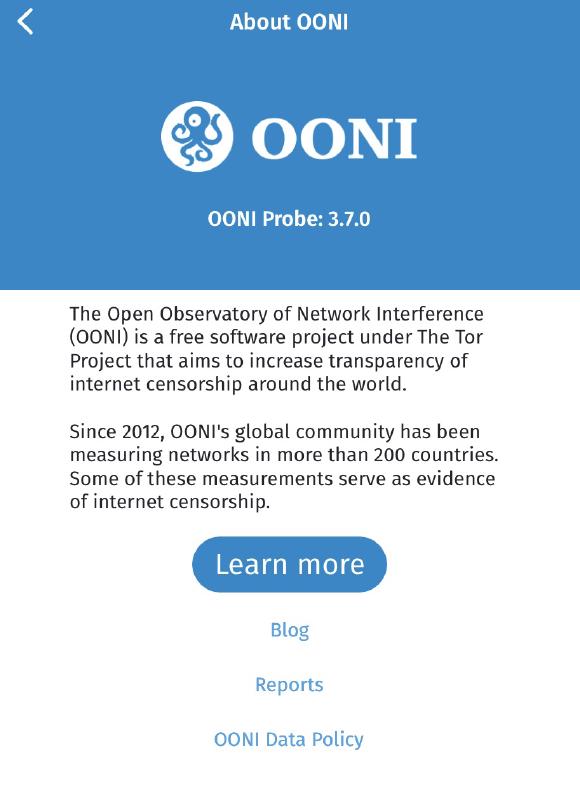 About OONI
OONI
OONI Probe: 3.7.0
The Open Observatory of Network Interference
(OONI) is a free software project under The Tor
Project that aims to increase transparency of
internet censorship around the world.
Since 2012, OONI's global community has been
measuring networks in more than 200 countries.
Some of these measurements serve as evidence
of internet censorship.
Learn more
Blog
Reports
OONI Data Policy